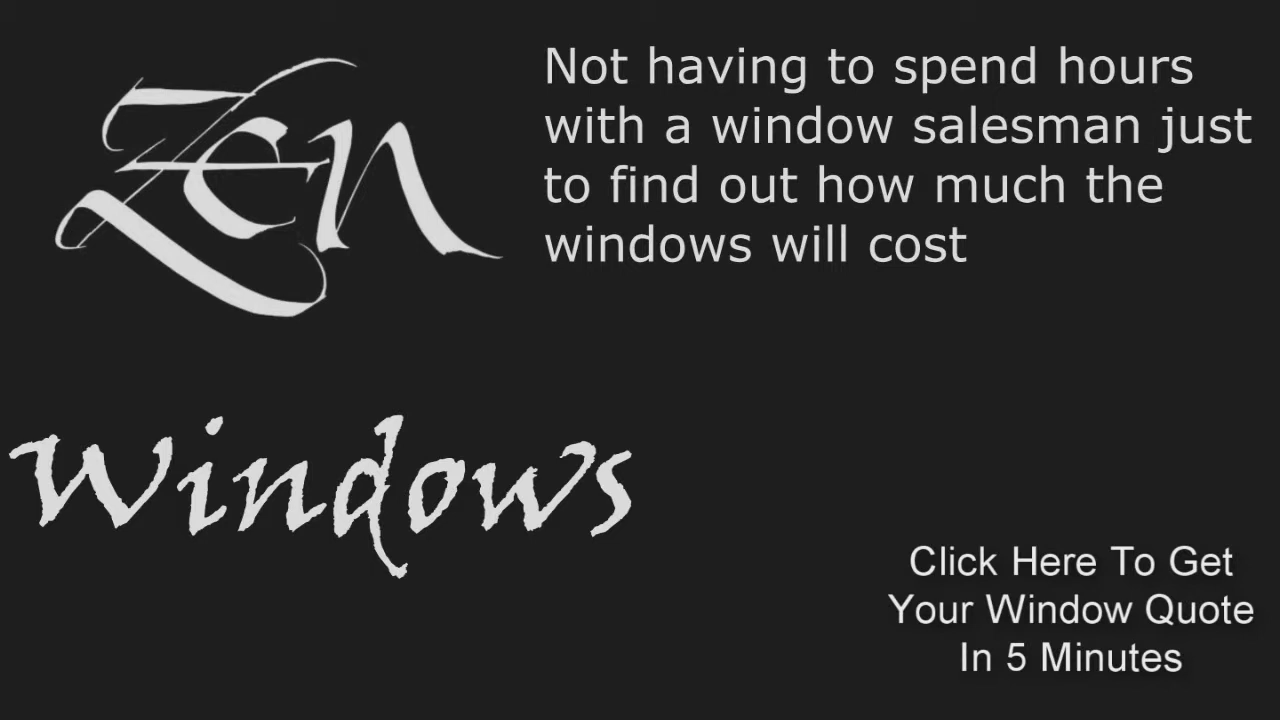 Zen
Not having to spend hours
with a window salesman just
to find out how much the
windows will cost
Windows
Click Here To Get
Your Window Quote
In 5 Minutes